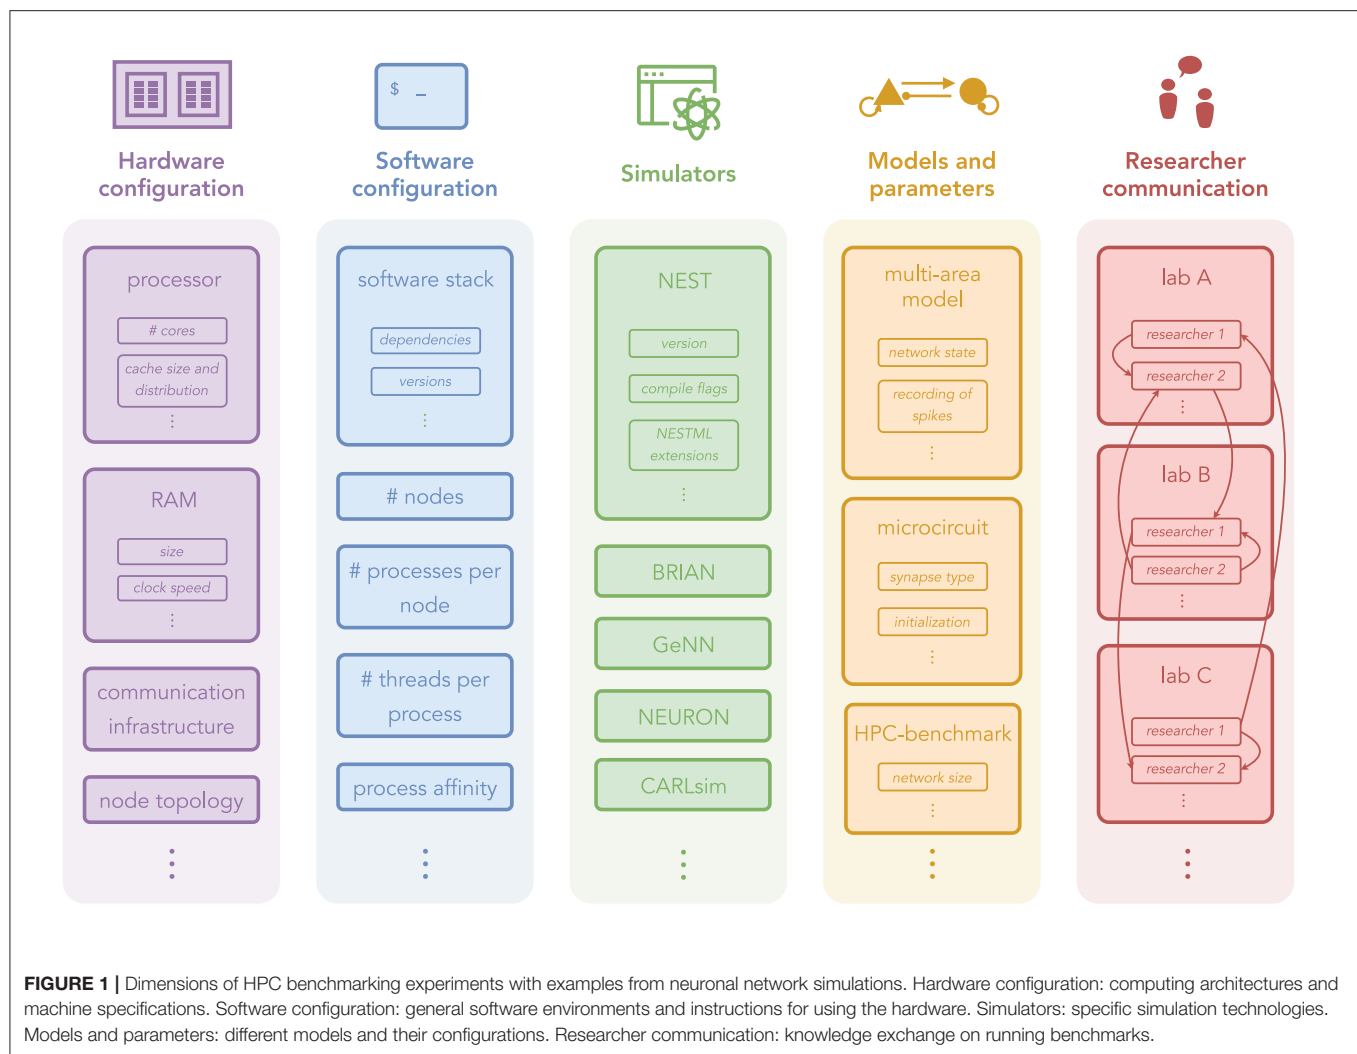 $ _
Hardware
configuration
processor
# cores
cache size and
distribution
⋮
RAM
size
clock speed
⋮
communication
infrastructure
node topology
⋮
Software
configuration
software stack
dependencies
versions
⋮
# nodes
# processes per
node
# threads per
process
process affinity
⋮
Simulators
NEST
version
compile flags
NESTML
extensions
⋮
BRIAN
GeNN
NEURON
CARLsim
⋮
Models and
parameters
multi-area
model
network state
recording of
spikes
⋮
microcircuit
synapse type
initialization
⋮
HPC-benchmark
network size
⋮
⋮
Researcher
communication
lab A
researcher 1
researcher 2
⋮
lab B
researcher 1
researcher 2
⋮
lab C
researcher 1
researcher 2
⋮
⋮
FIGURE 1 | Dimensions of HPC benchmarking experiments with examples from neuronal network simulations. Hardware configuration: computing architectures and
machine specifications. Software configuration: general software environments and instructions for using the hardware. Simulators: specific simulation technologies.
Models and parameters: different models and their configurations. Researcher communication: knowledge exchange on running benchmarks.